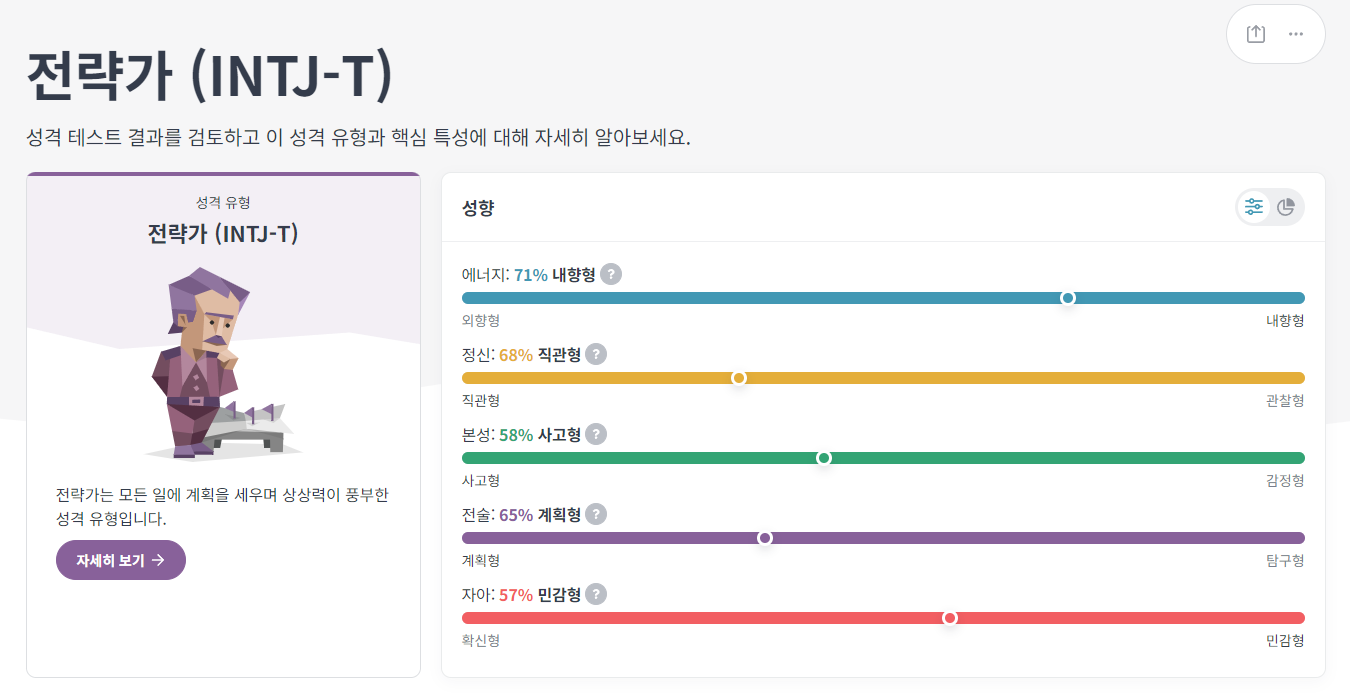 전략가 (INTJ-T)
성격 테스트 결과를 검토하고 이 성격 유형과 핵심 특성에 대해 자세히 알아보세요.
성격 유형
전략가 (INTJ-T)
전략가는 모든 일에 계획을 세우며 상상력이 풍부한
성격 유형입니다.
자세히 보기 →
성향
에너지: 71% 내향형 ?
외향형 내향형
정신: 68% 직관형 ?
직관형 관찰형
본성: 58% 사고형 ?
사고형 감정형
전술: 65% 계획형 ?
계획형 탐구형
자아: 57% 민감형 ?
확신형 민감형